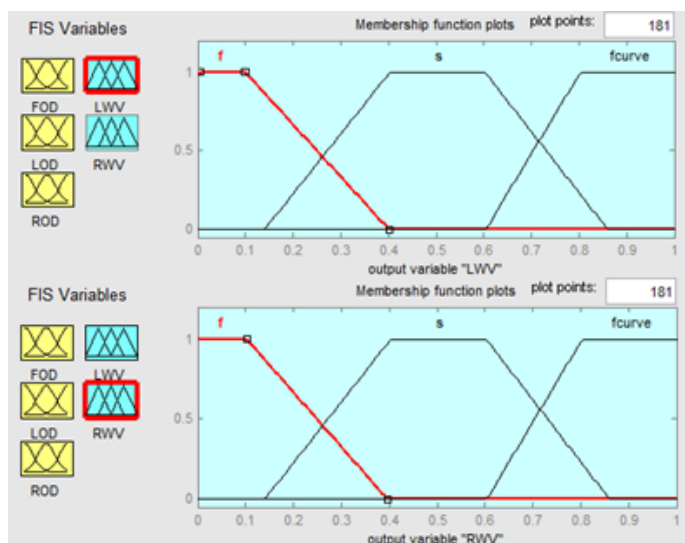 FIS Variables
Membership function plots plot points: 181
FOD LWV
LOD RWV
ROD
f s fcurve
1
0.5
0
0 0.1 0.2 0.3 0.4 0.5 0.6 0.7 0.8 0.9 1
output variable "LWV"
FIS Variables
Membership function plots plot points: 181
FOD LWV
LOD RWV
ROD
f s fcurve
1
0.5
0
0 0.1 0.2 0.3 0.4 0.5 0.6 0.7 0.8 0.9 1
output variable "RWV"